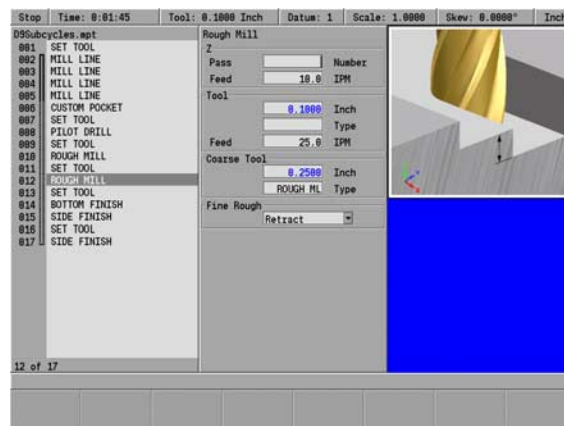 Stop Time: 0:01:45 Tool: 0.1000 Inch Datum: 1 Scale: 1.0000 Skew: 0.0000° Inch
D9Subcycles.mpt
001 SET TOOL
002 MILL LINE
003 MILL LINE
004 MILL LINE
005 MILL LINE
006 CUSTOM POCKET
007 SET TOOL
008 PILOT DRILL
009 SET TOOL
010 ROUGH MILL
011 SET TOOL
012 ROUGH MILL
013 SET TOOL
014 BOTTOM FINISH
015 SIDE FINISH
016 SET TOOL
017 SIDE FINISH
12 of 17
Rough Mill
Z
Pass Number
Feed 10.0 IPM
Tool
0.1000 Inch
Type
Feed 25.0 IPM
Coarse Tool
0.2500 Inch
ROUGH ML Type
Fine Rough
Retract